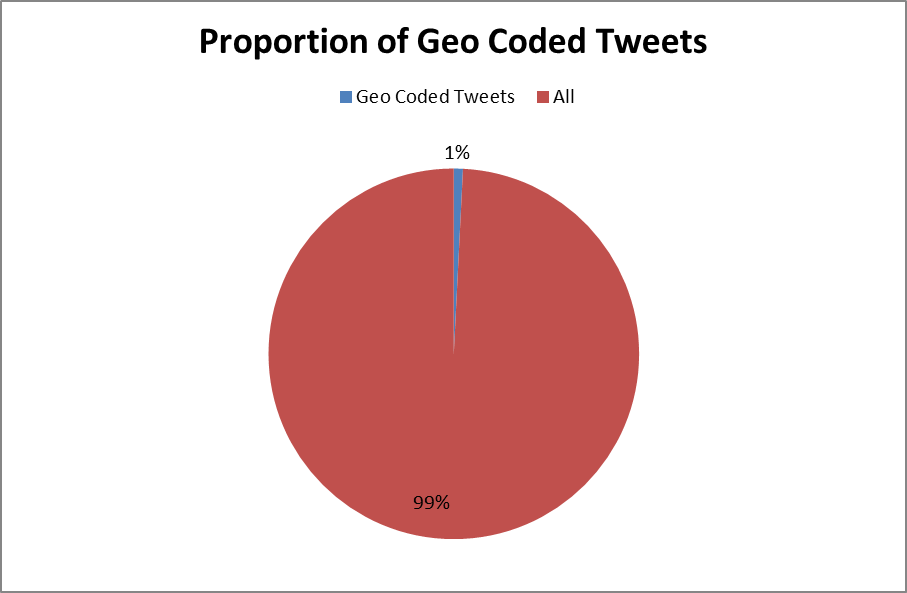 Proportion of Geo Coded Tweets
Geo Coded Tweets All
1%
99%